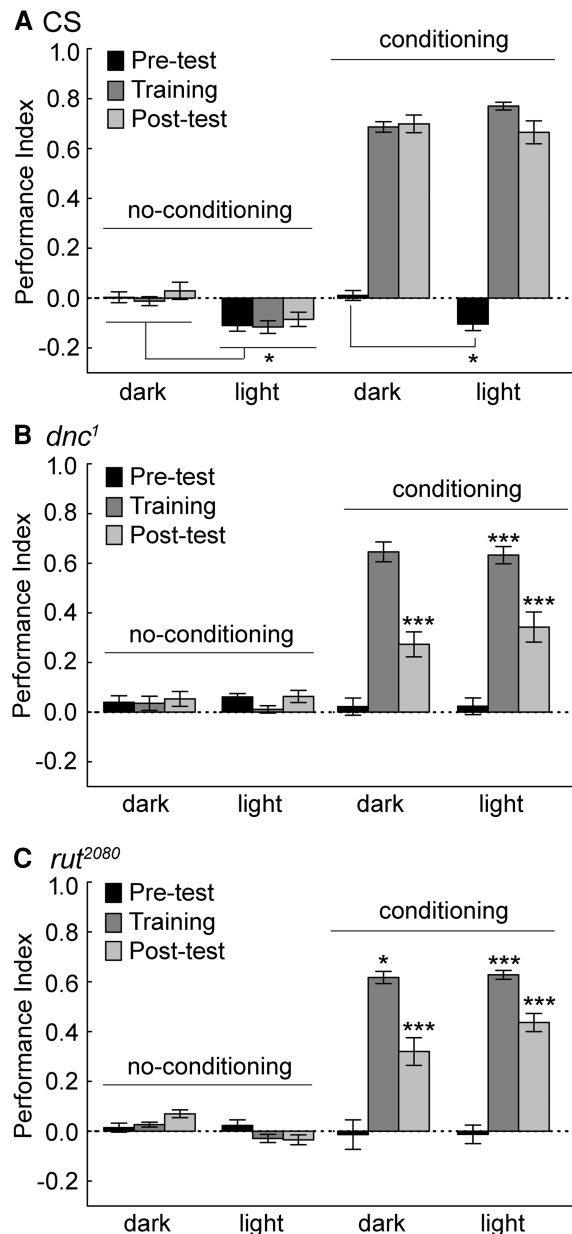 A CS
conditioning
1.0
Pre-test
0.8
Training
Post-test
0.6
0.4
no-conditioning
0.2
0.0
-0.2
*
*
Performance Index
dark light dark light
B dnc1
1.0
Pre-test
conditioning
0.8
Training
Post-test
0.6
***
0.4
no-conditioning
***
***
0.2
0.0
-0.2
Performance Index
dark light dark light
C rut2080
1.0
Pre-test
conditioning
0.8
Training
Post-test
0.6
*
***
0.4
***
***
no-conditioning
0.2
0.0
-0.2
Performance Index
dark light dark light